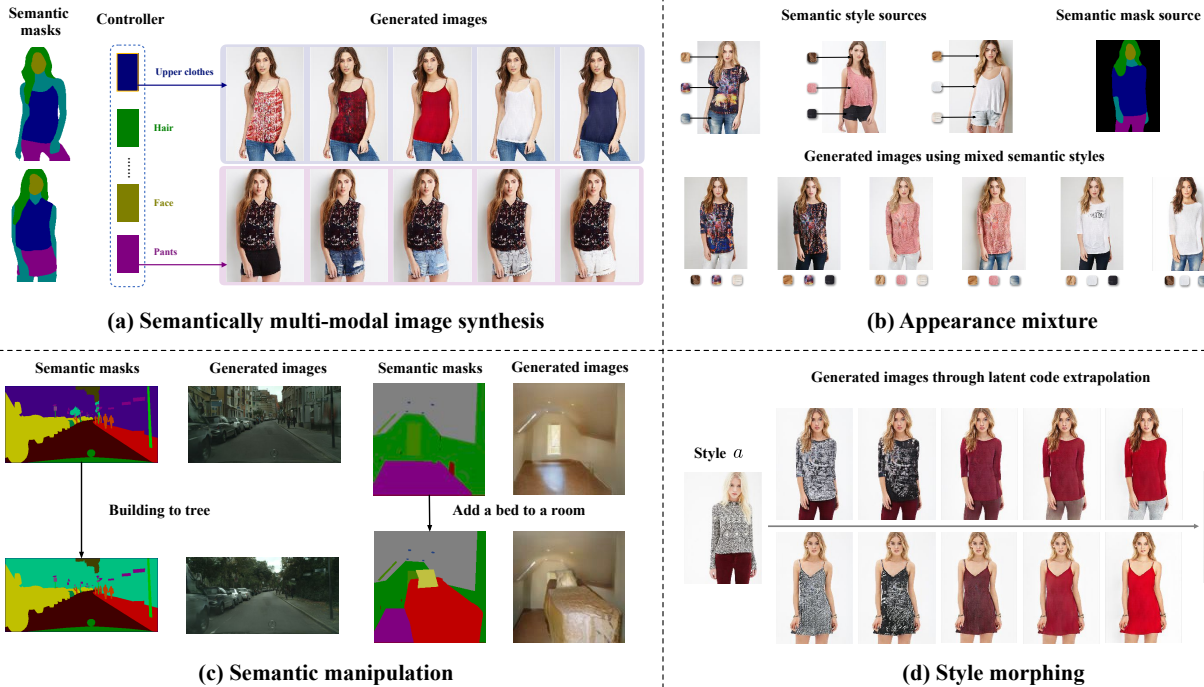 Semantic
masks
Controller
Generated images
Upper clothes
Hair
Face
Pants
(a) Semantically multi-modal image synthesis
Semantic style sources
Semantic mask source
Generated images using mixed semantic styles
(b) Appearance mixture
Semantic masks
Generated images
Semantic masks
Generated images
Building to tree
Add a bed to a room
(c) Semantic manipulation
Generated images through latent code extrapolation
Style a
(d) Style morphing